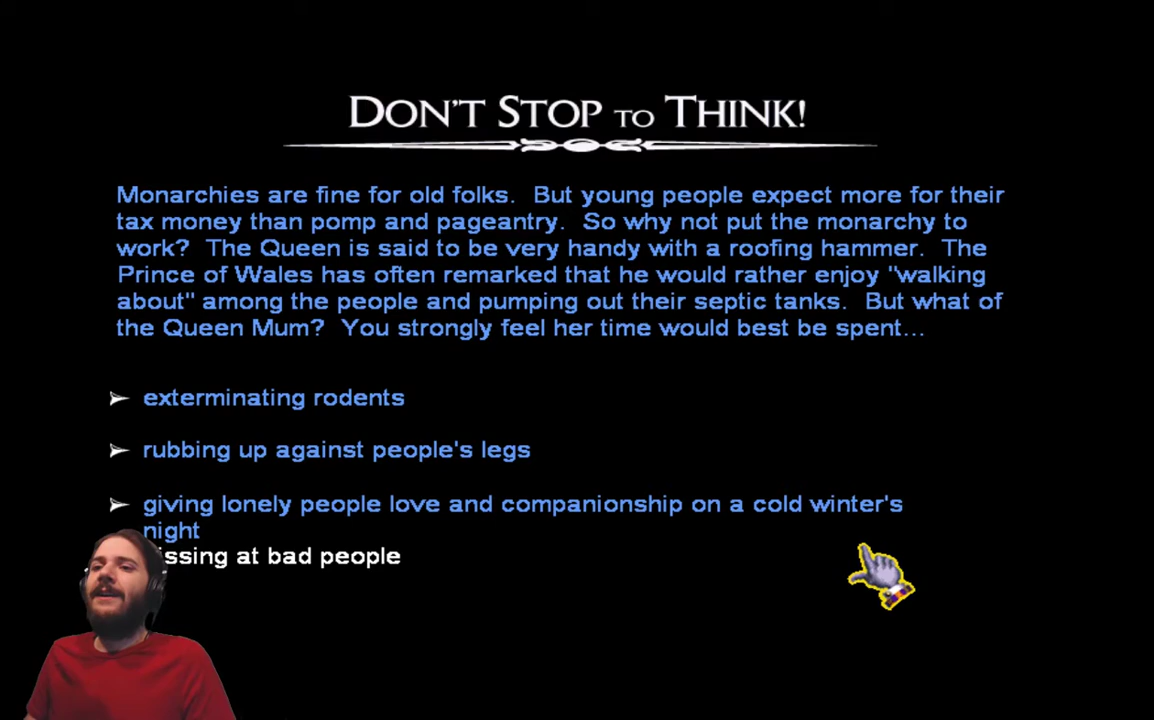 DON'T STOP TO THINK!
Monarchies are fine for old folks. But young people expect more for their
tax money than pomp and pageantry. So why not put the monarchy to
work? The Queen is said to be very handy with a roofing hammer. The
Prince of Wales has often remarked that he would rather enjoy "walking
about" among the people and pumping out their septic tanks. But what of
the Queen Mum? You strongly feel her time would best be spent...
exterminating rodents
rubbing up against people's legs
giving lonely people love and companionship on a cold winter's
night
issing at bad people